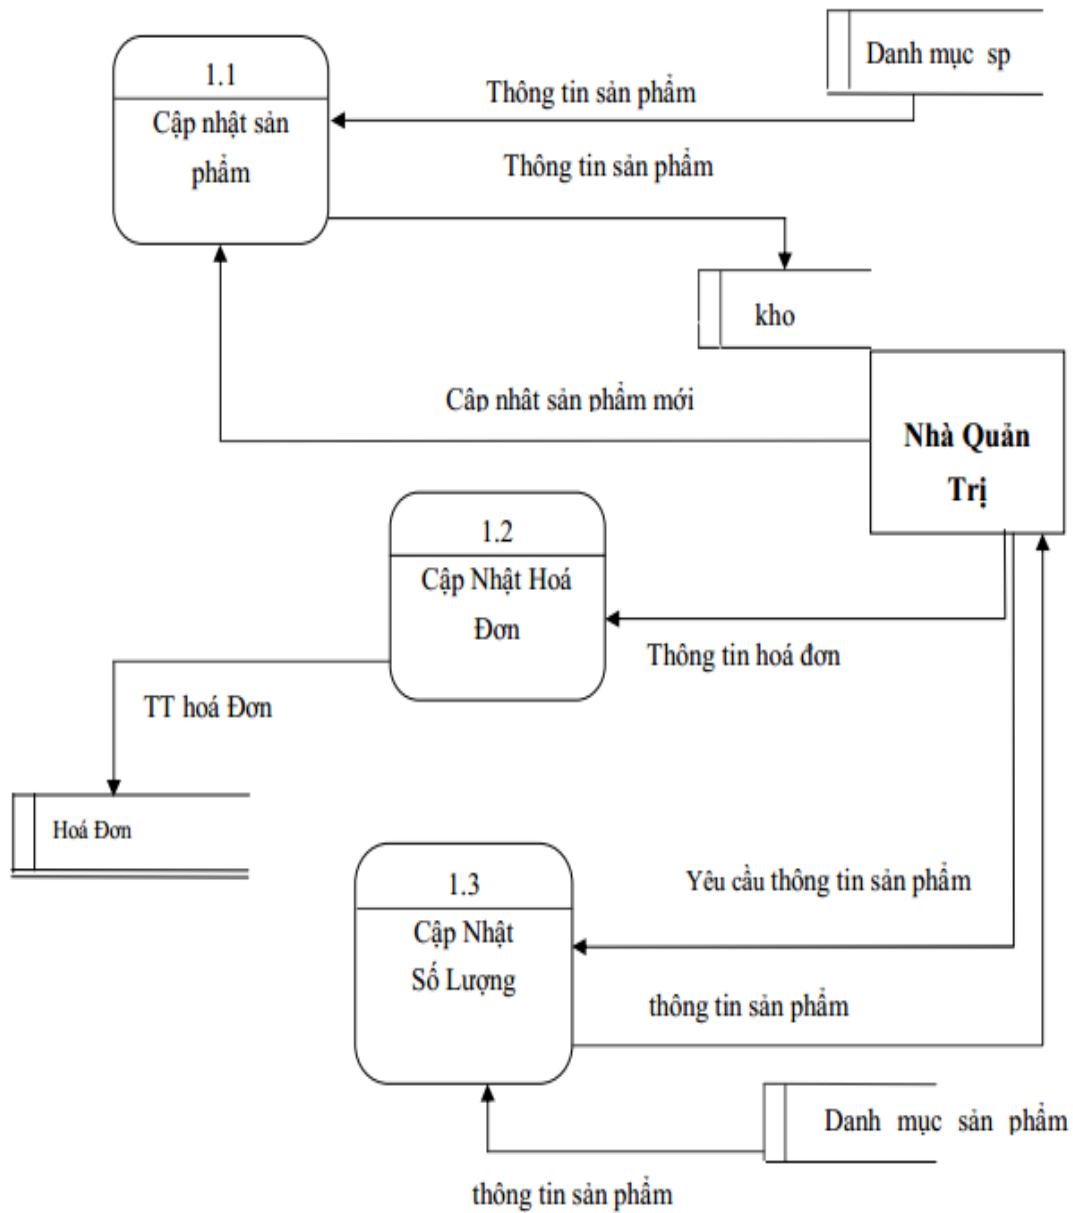 Danh mục sp
1.1
Cập nhật sản
phẩm
Thông tin sản phẩm
Thông tin sản phẩm
kho
Câp nhât sản phẩm mới
Nhà Quản
Trị
1.2
Cập Nhật Hoá
Đơn
Thông tin hoá đơn
TT hoá Đơn
Hoá Đơn
1.3
Cập Nhật
Số Lượng
Yêu cầu thông tin sản phẩm
thông tin sản phẩm
Danh mục sản phẩm
thông tin sản phẩm